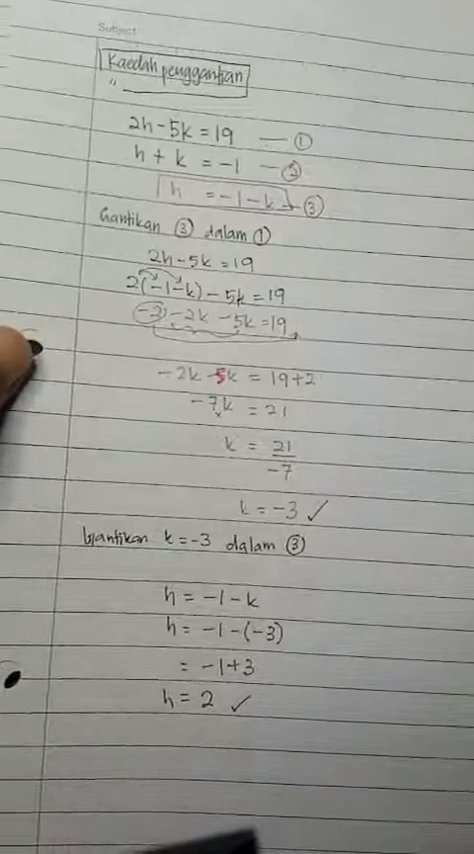 Subject
Kaedah penggantian
"
2h - 5k = 19 — ①
h + k = -1 — ②
h = -1 - k — ③
Gantikan ③ dalam ①
2h - 5k = 19
2(-1-k) - 5k = 19
-2 - 2k - 5k = 19
-2k - 5k = 19+2
-7k = 21
k = 21/-7
k = -3 ✓
Gantikan k = -3 dalam ③
h = -1 - k
h = -1 - (-3)
= -1+3
h = 2 ✓